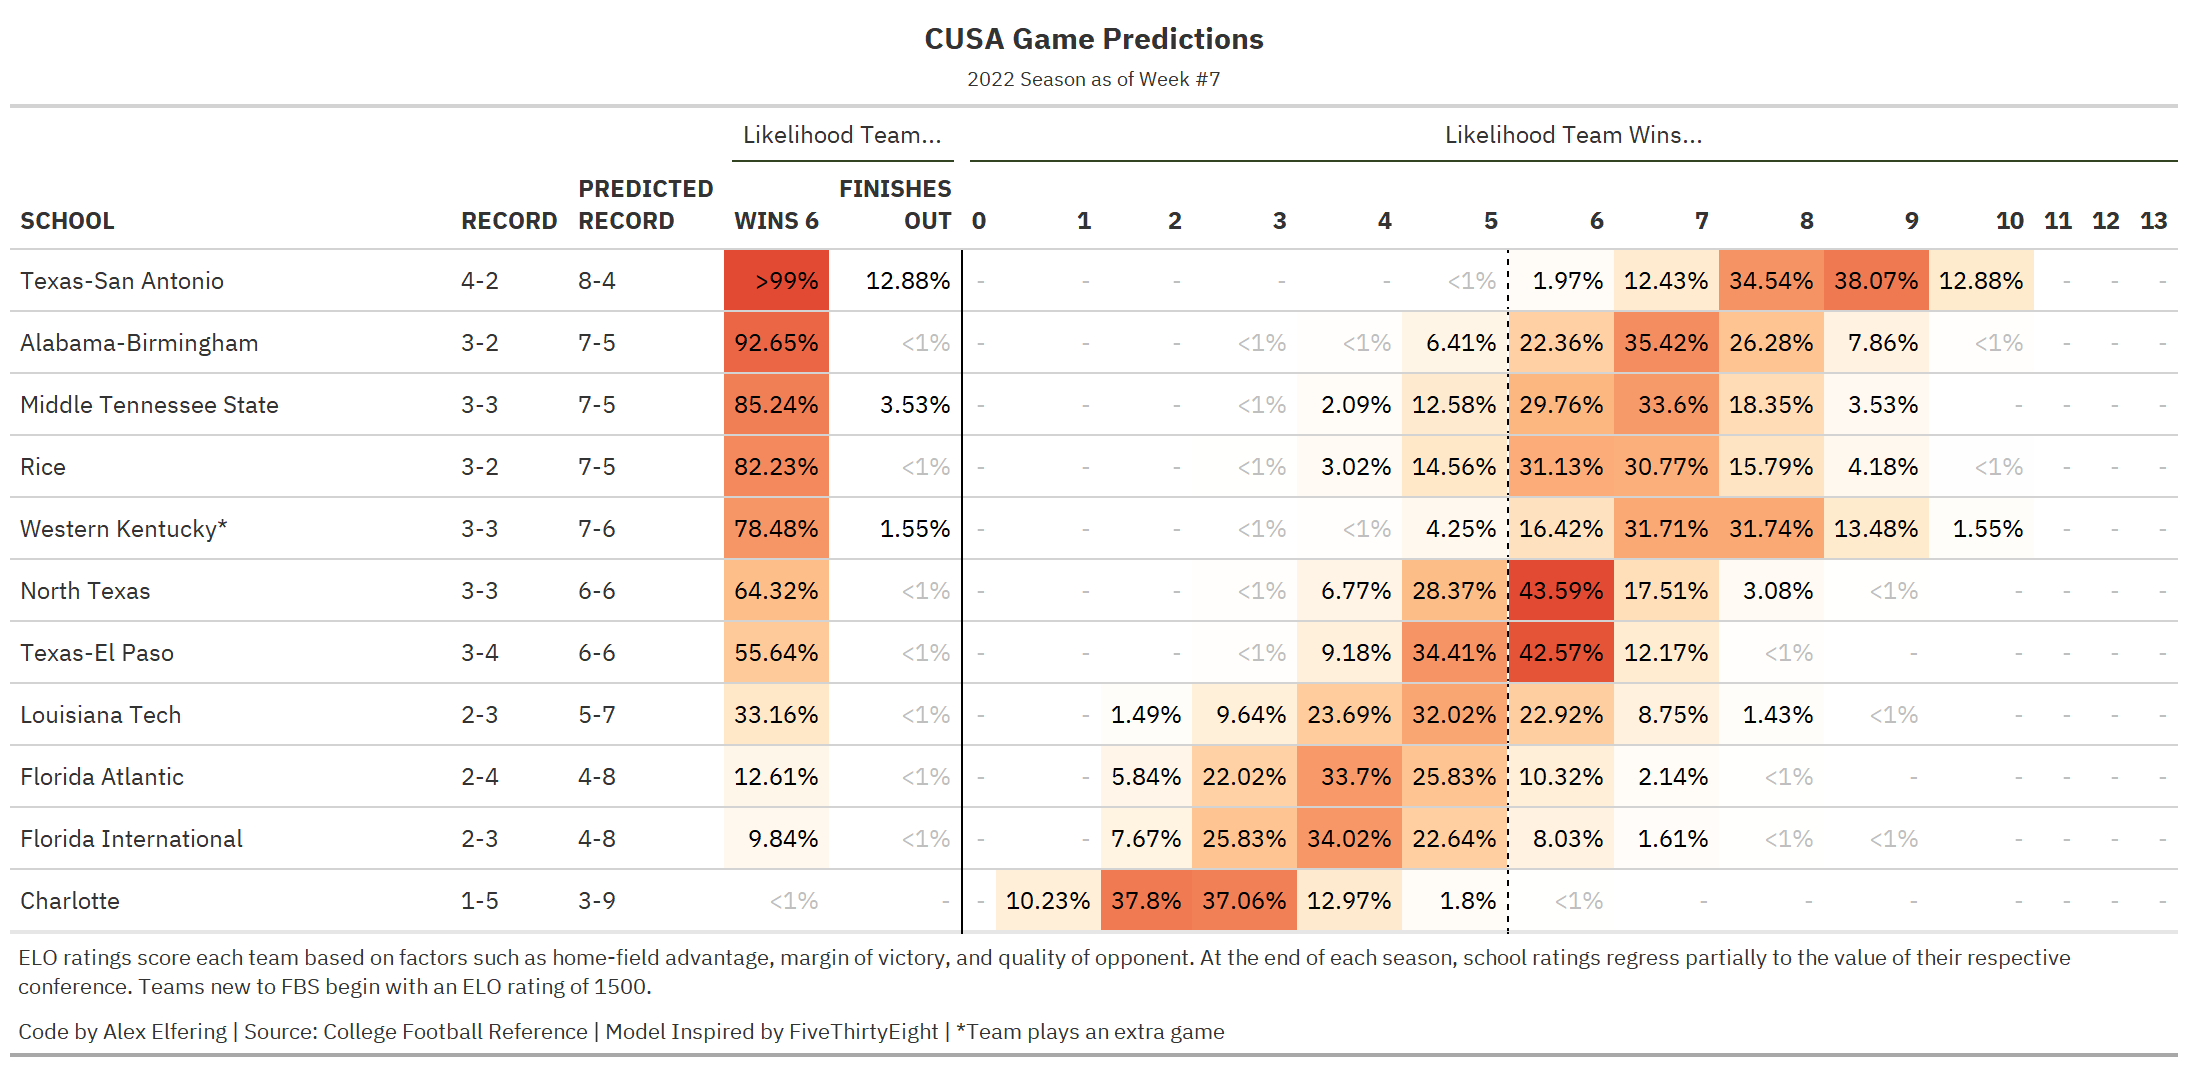 CUSA Game Predictions
2022 Season as of Week #7
Likelihood Team... Likelihood Team Wins...
SCHOOL RECORD PREDICTED RECORD WINS 6 FINISHES OUT 0 1 2 3 4 5 6 7 8 9 10 11 12 13
Texas-San Antonio 4-2 8-4 >99% 12.88% - - - - - <1% 1.97% 12.43% 34.54% 38.07% 12.88% - - -
Alabama-Birmingham 3-2 7-5 92.65% <1% - - - <1% <1% 6.41% 22.36% 35.42% 26.28% 7.86% <1% - - -
Middle Tennessee State 3-3 7-5 85.24% 3.53% - - - <1% 2.09% 12.58% 29.76% 33.6% 18.35% 3.53% - - - -
Rice 3-2 7-5 82.23% <1% - - - <1% 3.02% 14.56% 31.13% 30.77% 15.79% 4.18% <1% - - -
Western Kentucky* 3-3 7-6 78.48% 1.55% - - - <1% <1% 4.25% 16.42% 31.71% 31.74% 13.48% 1.55% - - -
North Texas 3-3 6-6 64.32% <1% - - - <1% 6.77% 28.37% 43.59% 17.51% 3.08% <1% - - - -
Texas-El Paso 3-4 6-6 55.64% <1% - - - <1% 9.18% 34.41% 42.57% 12.17% <1% - - - - -
Louisiana Tech 2-3 5-7 33.16% <1% - - 1.49% 9.64% 23.69% 32.02% 22.92% 8.75% 1.43% <1% - - - -
Florida Atlantic 2-4 4-8 12.61% <1% - - 5.84% 22.02% 33.7% 25.83% 10.32% 2.14% <1% - - - - -
Florida International 2-3 4-8 9.84% <1% - - 7.67% 25.83% 34.02% 22.64% 8.03% 1.61% <1% <1% - - - -
Charlotte 1-5 3-9 <1% - - 10.23% 37.8% 37.06% 12.97% 1.8% <1% - - - - - - -
ELO ratings score each team based on factors such as home-field advantage, margin of victory, and quality of opponent. At the end of each season, school ratings regress partially to the value of their respective
conference. Teams new to FBS begin with an ELO rating of 1500.
Code by Alex Elfering | Source: College Football Reference | Model Inspired by FiveThirtyEight | *Team plays an extra game